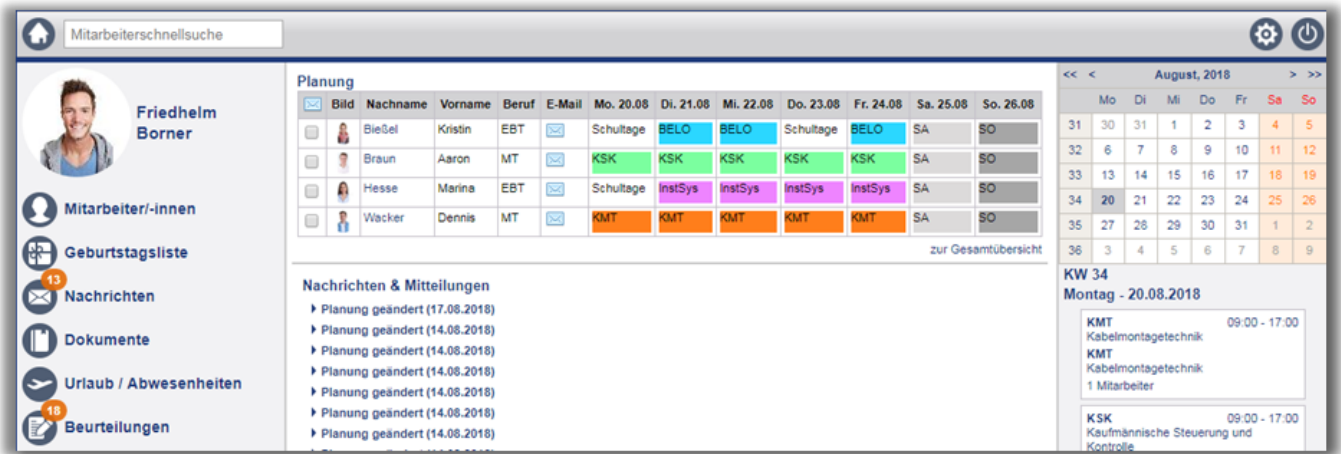 Mitarbeiterschnellsuche
Friedhelm
Borner
Mitarbeiter/-innen
Geburtstagsliste
13
Nachrichten
Dokumente
Urlaub / Abwesenheiten
18
Beurteilungen
Planung
Bild Nachname Vorname Beruf E-Mail Mo. 20.08 Di. 21.08 Mi. 22.08 Do. 23.08 Fr. 24.08 Sa. 25.08 So. 26.08
Bießel Kristin EBT Schultage BELO BELO Schultage BELO SA SO
Braun Aaron MT KSK KSK KSK KSK KSK SA SO
Hesse Marina EBT Schultage InstSys InstSys InstSys InstSys SA SO
Wacker Dennis MT KMT KMT KMT KMT KMT SA SO
zur Gesamtübersicht
Nachrichten & Mitteilungen
Planung geändert (17.08.2018)
Planung geändert (14.08.2018)
Planung geändert (14.08.2018)
Planung geändert (14.08.2018)
Planung geändert (14.08.2018)
Planung geändert (14.08.2018)
Planung geändert (14.08.2018)
<< < August, 2018 > >>
Mo Di Mi Do Fr Sa So
31 30 31 1 2 3 4 5
32 6 7 8 9 10 11 12
33 13 14 15 16 17 18 19
34 20 21 22 23 24 25 26
35 27 28 29 30 31 1 2
36 3 4 5 6 7 8 9
KW 34
Montag - 20.08.2018
KMT 09:00 - 17:00
Kabelmontagetechnik
KMT
Kabelmontagetechnik
1 Mitarbeiter
KSK 09:00 - 17:00
Kaufmännische Steuerung und
Kontrolle